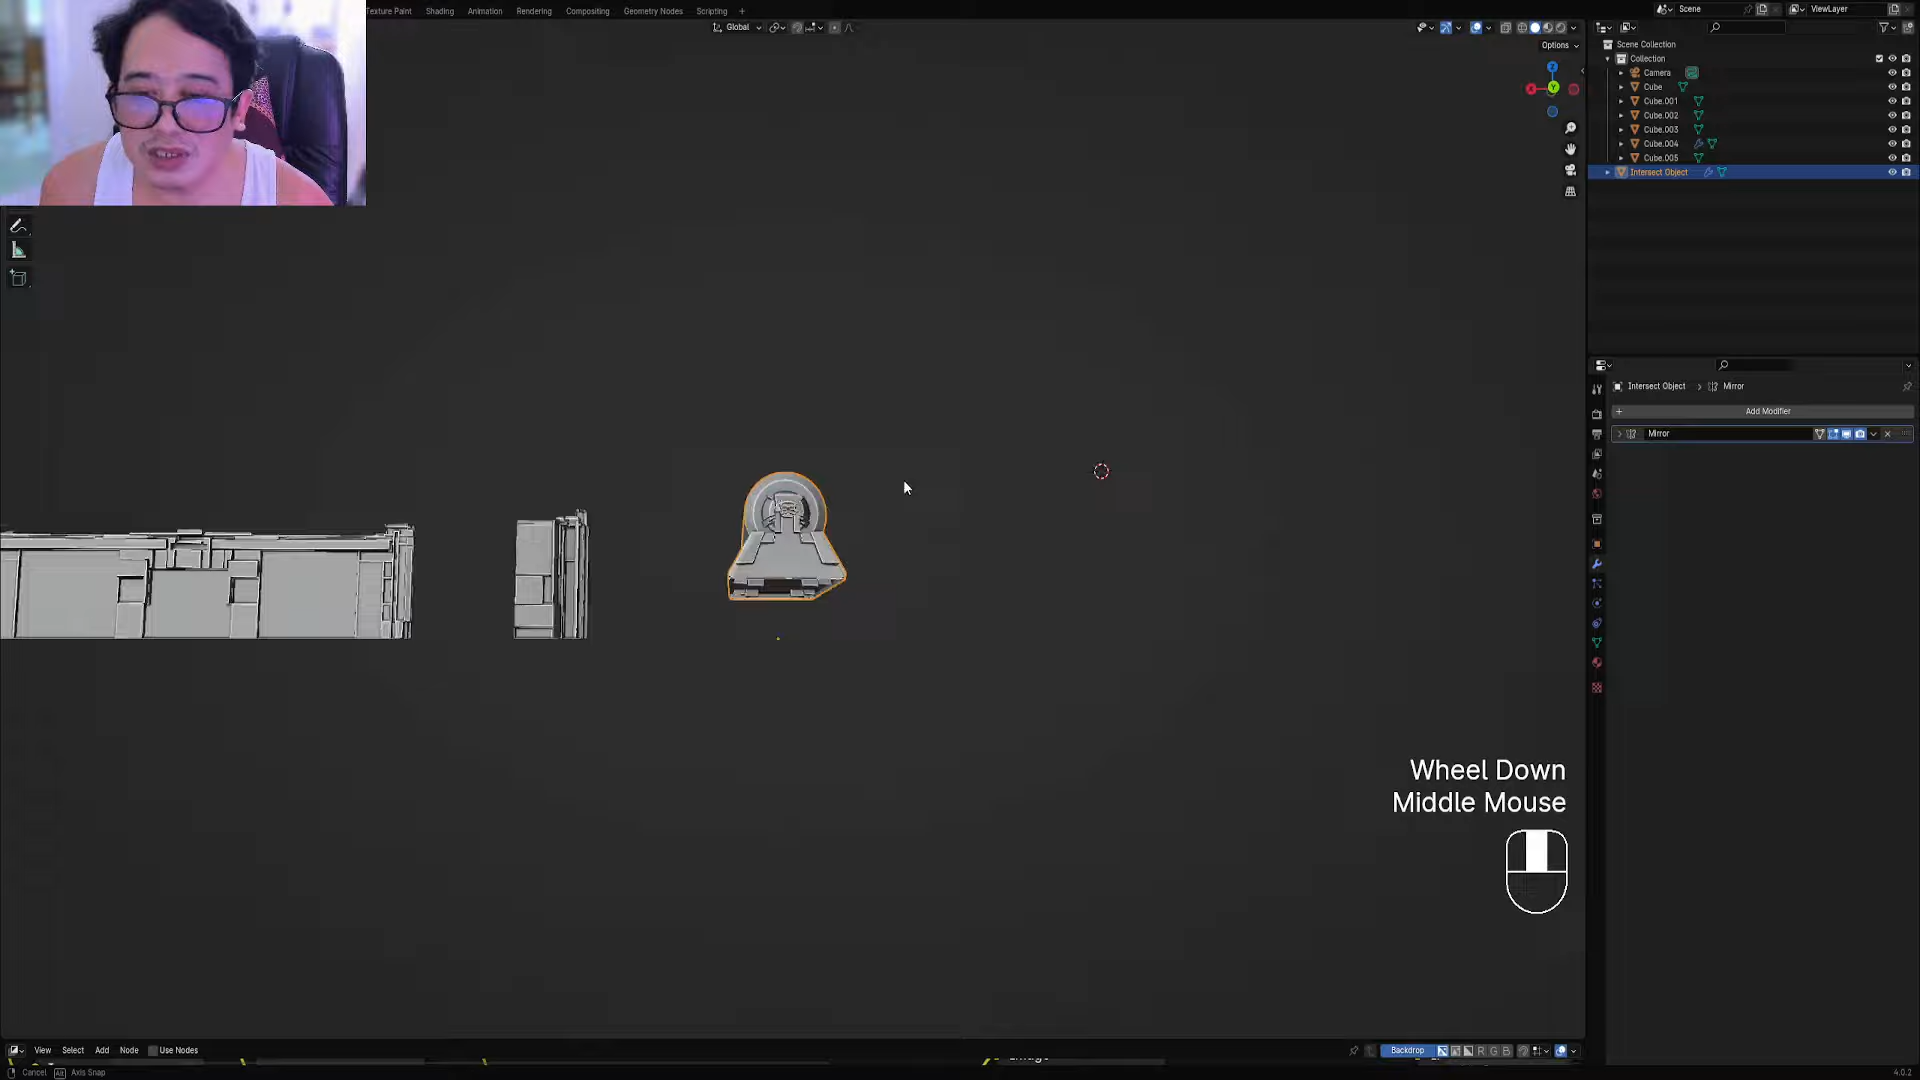 Texture Paint Shading Animation Rendering Compositing Geometry Nodes Scripting +
Scene
ViewLayer
Global
Options
Scene Collection
Collection
Camera
Cube
Cube.001
Cube.002
Cube.003
Cube.004
Cube.005
Intersect Object
Z
X
Y
Intersect Object > Mirror
+ Add Modifier
Mirror
Wheel Down
Middle Mouse
View Select Add Node Use Nodes
Backdrop
R G B
Cancel Alt Axis Snap
4.0.2